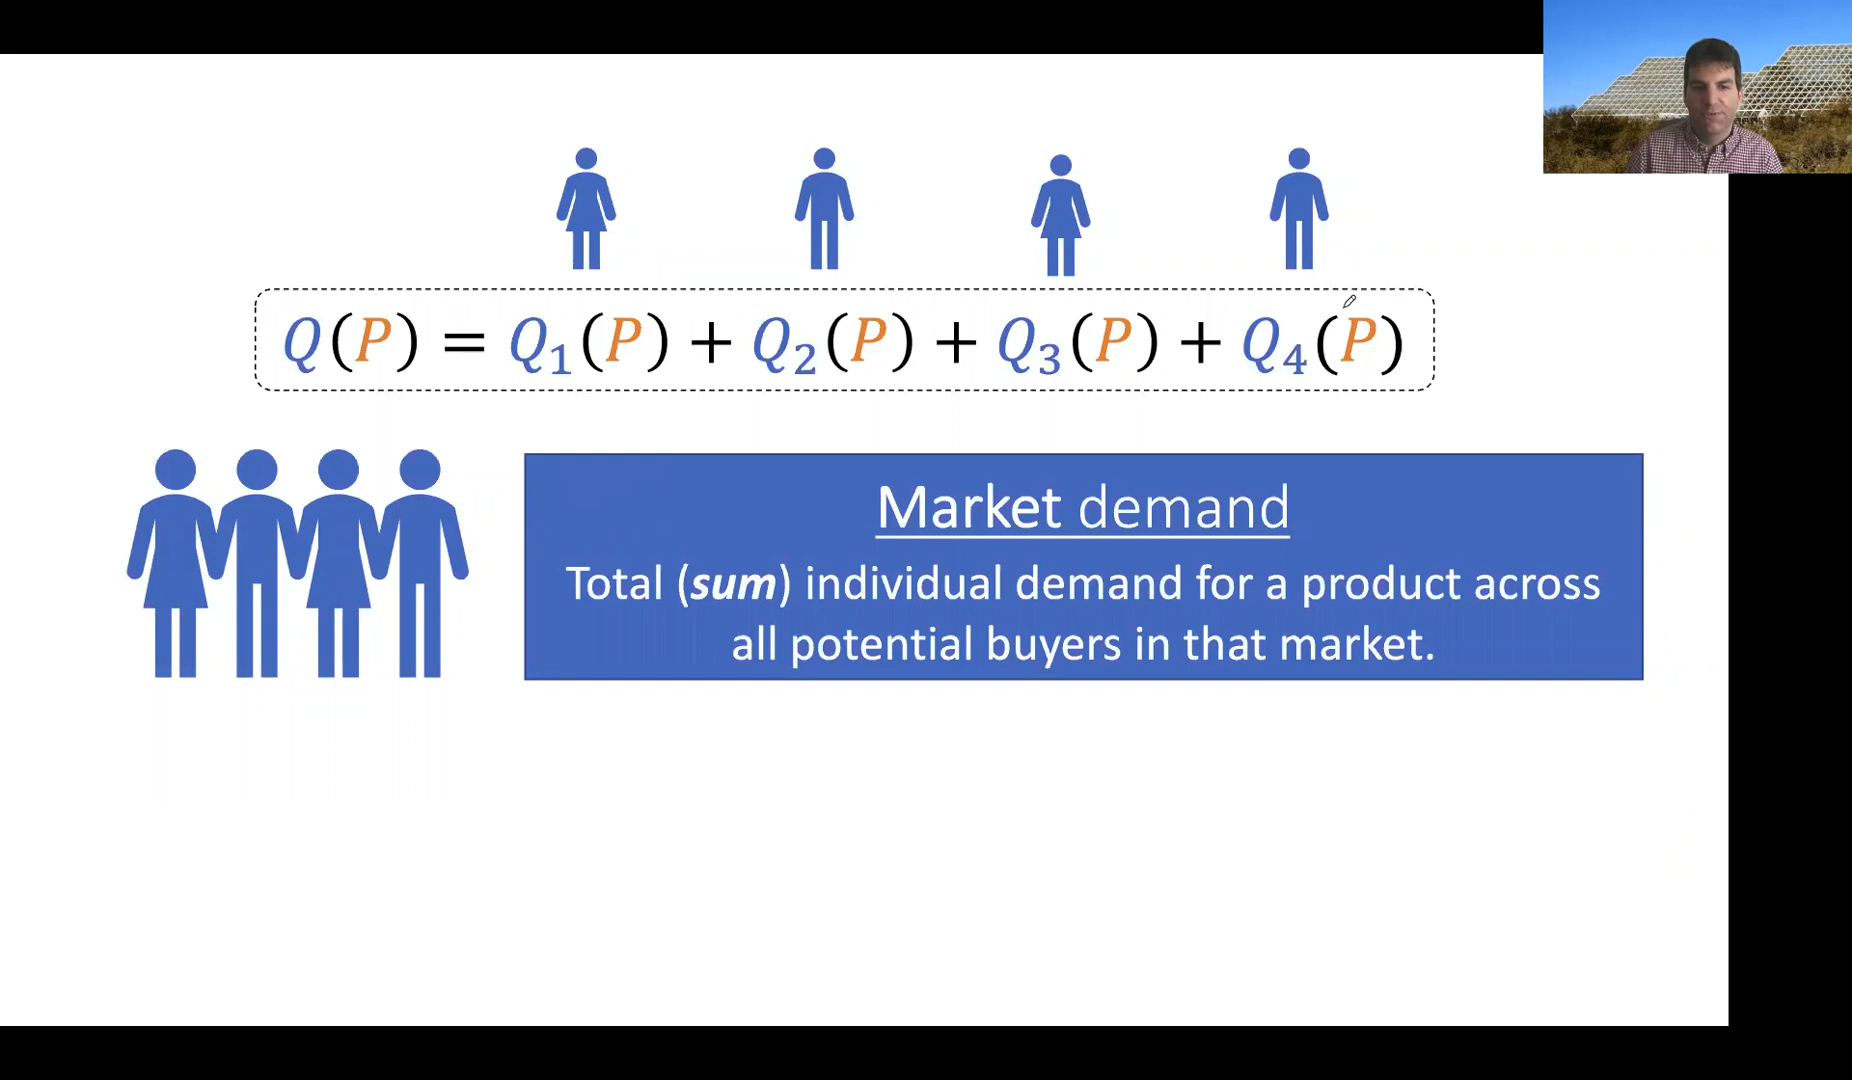 Q(P) = Q₁(P) + Q₂(P) + Q₃(P) + Q₄(P)
Market demand
Total (sum) individual demand for a product across
all potential buyers in that market.